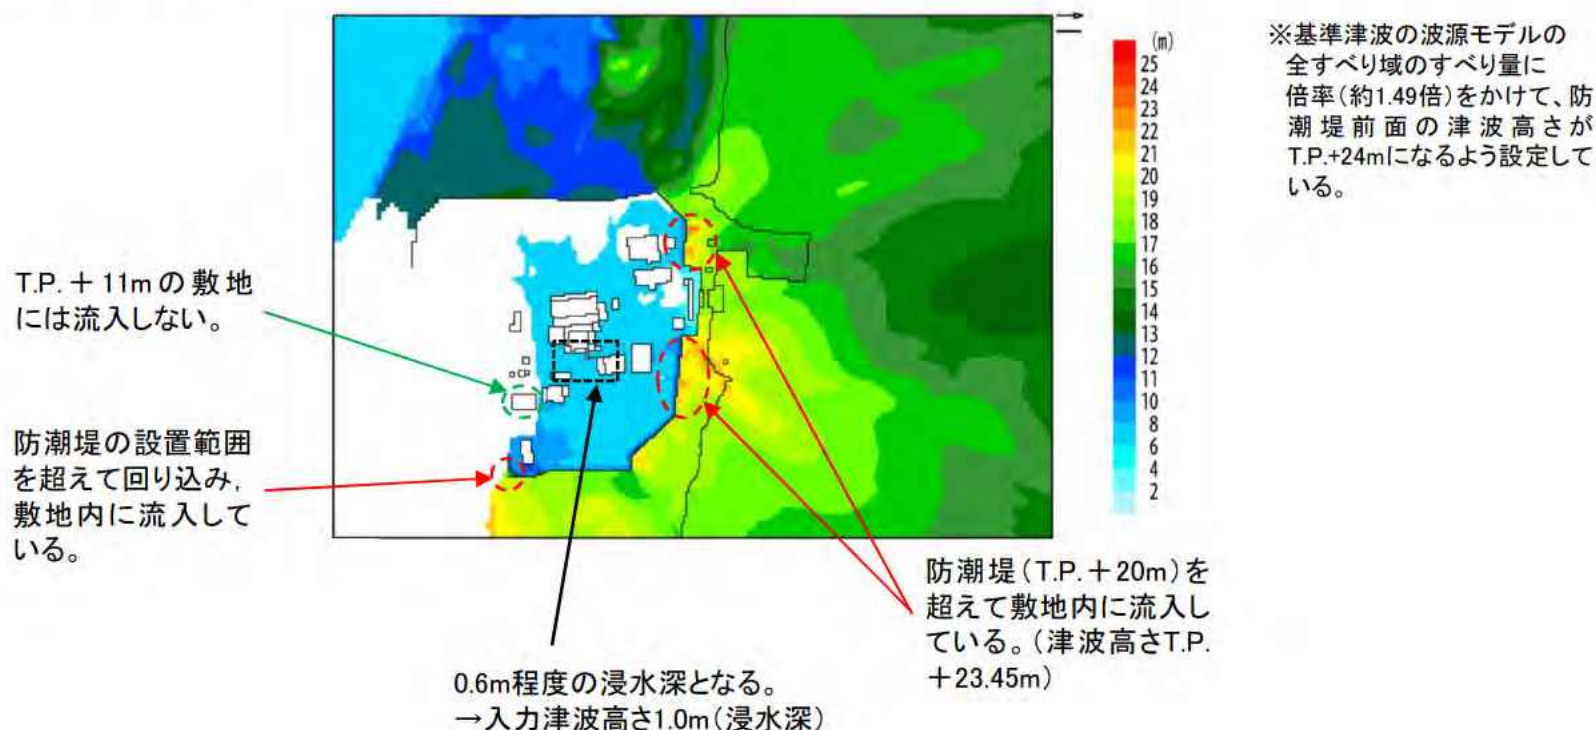 ※基準津波の波源モデルの
全すべり域のすべり量に
倍率(約1.49倍)をかけて、防
潮堤前面の津波高さが
T.P.+24mになるよう設定して
いる。
(m)
25
24
23
22
21
20
19
18
17
16
15
14
13
12
11
10
8
6
4
2
T.P.+11mの敷地
には流入しない。
防潮堤の設置範囲
を超えて回り込み,
敷地内に流入して
いる。
防潮堤(T.P.+20m)を
超えて敷地内に流入し
ている。(津波高さT.P.
+23.45m)
0.6m程度の浸水深となる。
→入力津波高さ1.0m(浸水深)